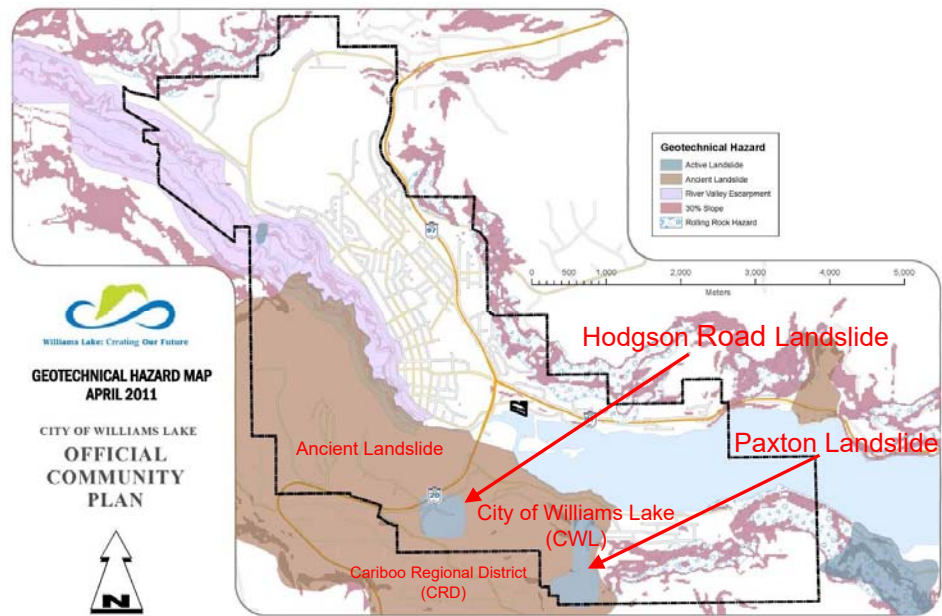 Geotechnical Hazard
Active Landslide
Ancient Landslide
River Valley Escarpment
30% Slope
Rolling Rock Hazard
97
0 500 1,000 2,000 3,000 4,000 5,000
Meters
Williams Lake: Creating Our Future
GEOTECHNICAL HAZARD MAP
APRIL 2011
CITY OF WILLIAMS LAKE
OFFICIAL
COMMUNITY
PLAN
N
Hodgson Road Landslide
Paxton Landslide
Ancient Landslide
20
City of Williams Lake
(CWL)
Cariboo Regional District
(CRD)